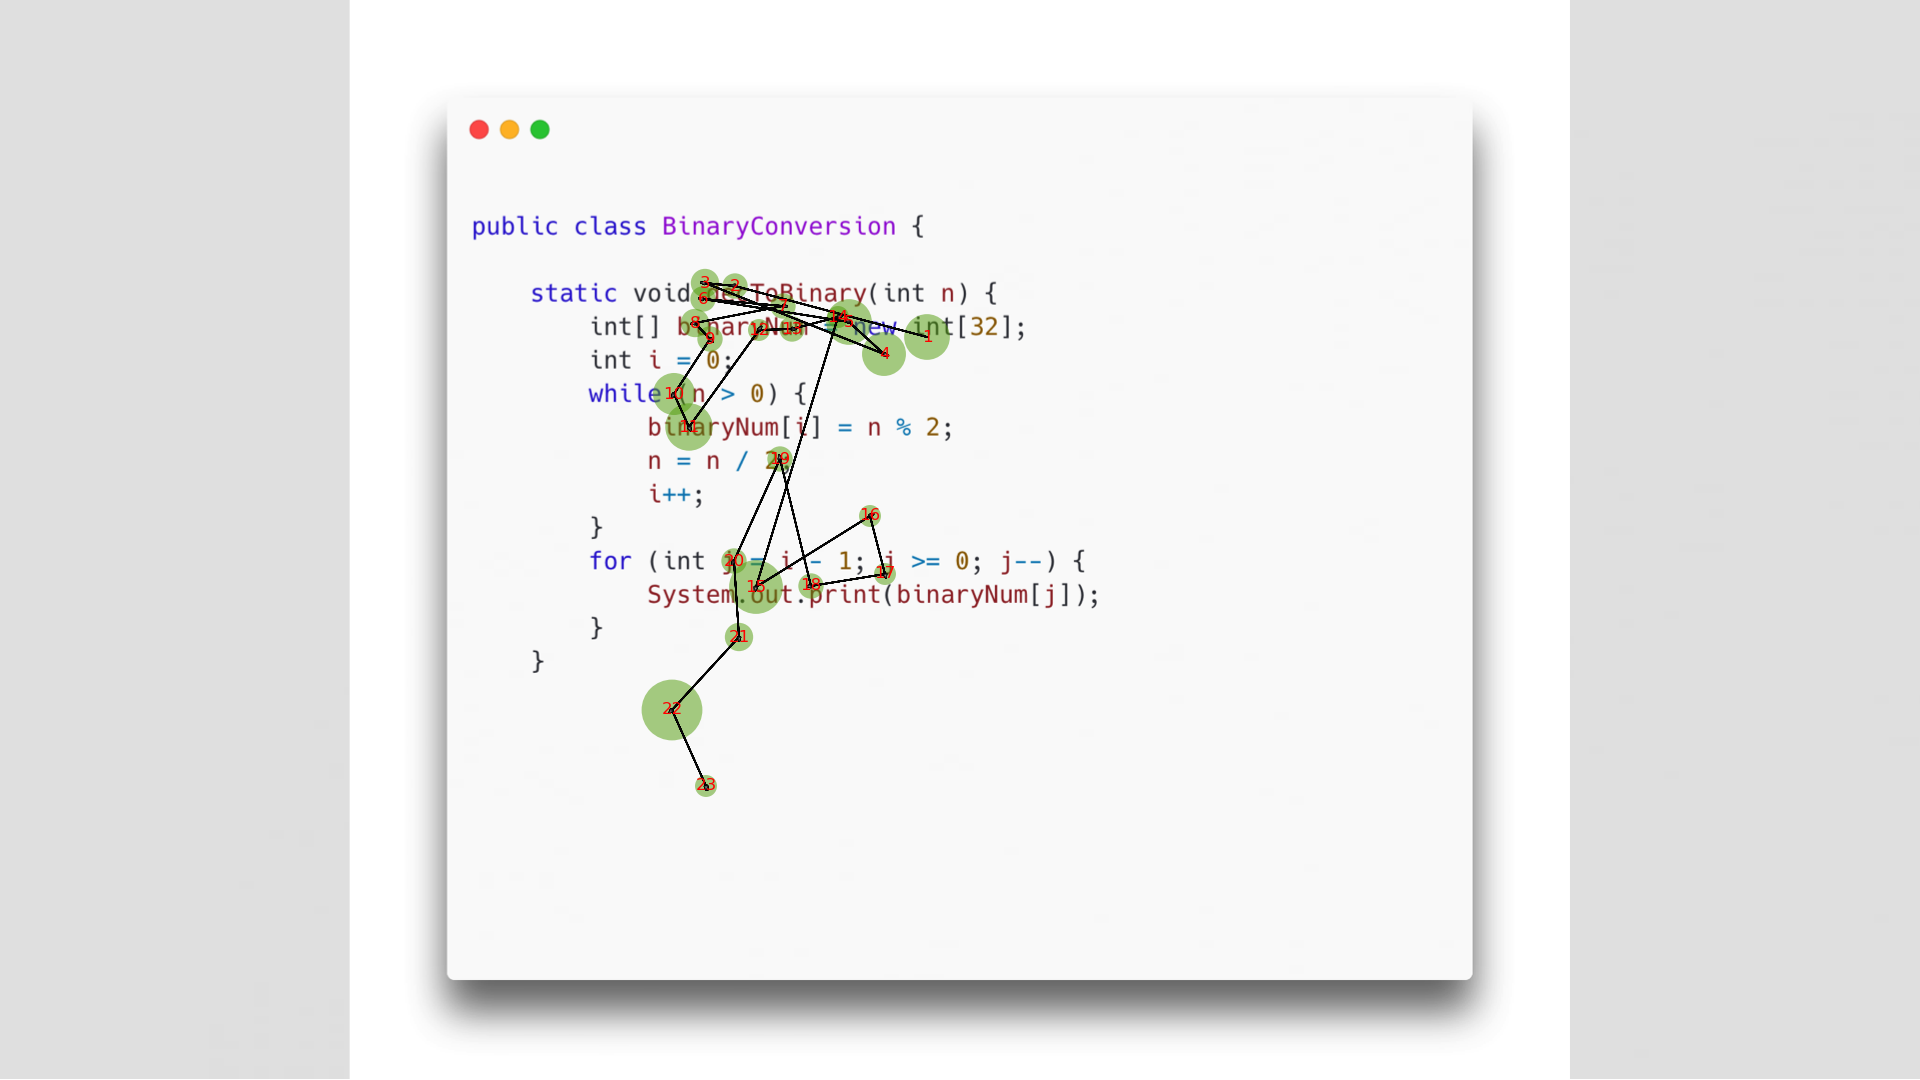 public class BinaryConversion {
static void decToBinary(int n) {
int[] binaryNum = new int[32];
int i = 0;
while (n > 0) {
binaryNum[i] = n % 2;
n = n / 2;
i++;
}
for (int j = i - 1; j >= 0; j--) {
System.out.print(binaryNum[j]);
}
}
1
2
3
4
5
6
7
8
9
10
11
12
13
14
15
16
17
18
19
20
21
22
23